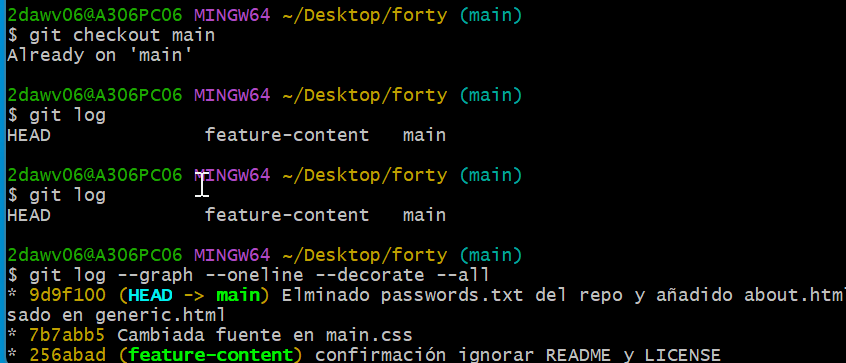 2dawv06@A306PC06 MINGW64 ~/Desktop/forty (main)
$ git checkout main
Already on 'main'
2dawv06@A306PC06 MINGW64 ~/Desktop/forty (main)
$ git log
HEAD feature-content main
2dawv06@A306PC06 MINGW64 ~/Desktop/forty (main)
$ git log
HEAD feature-content main
2dawv06@A306PC06 MINGW64 ~/Desktop/forty (main)
$ git log --graph --oneline --decorate --all
* 9d9f100 (HEAD -> main) Elminado passwords.txt del repo y añadido about.html
sado en generic.html
* 7b7abb5 Cambiada fuente en main.css
* 256abad (feature-content) confirmación ignorar README y LICENSE